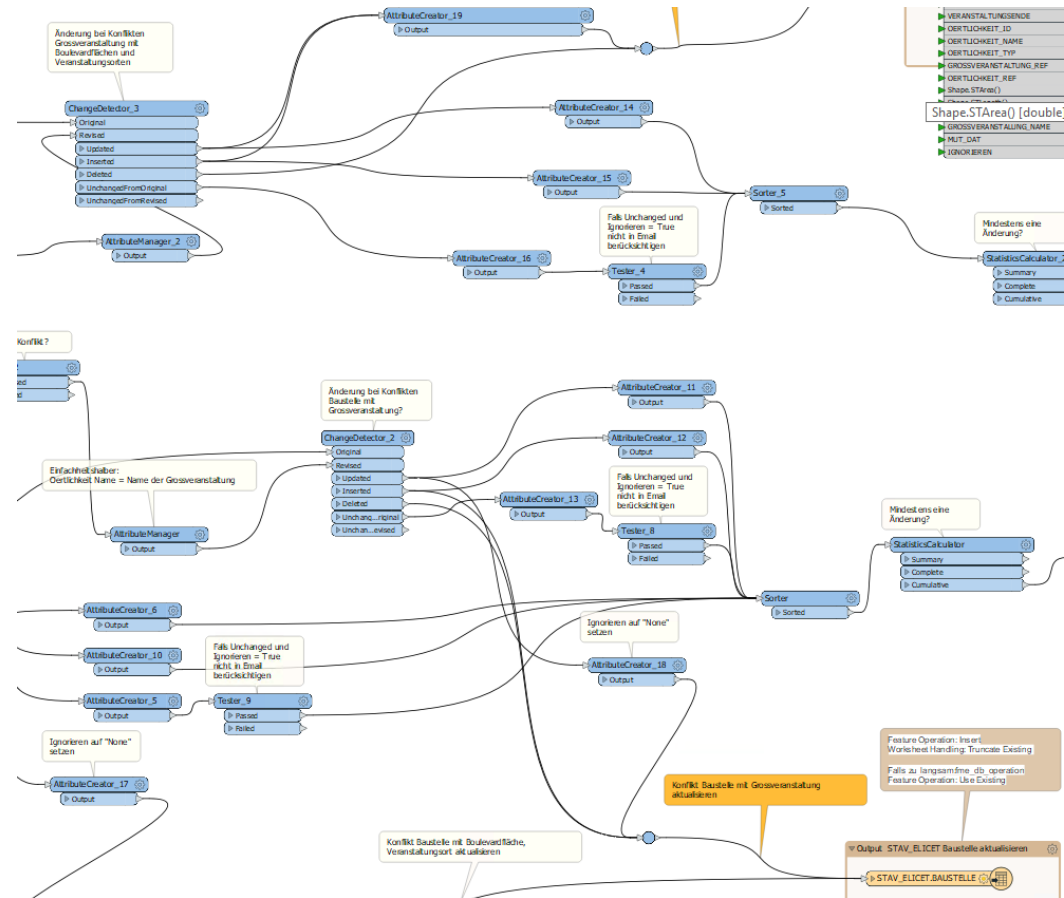 AttributeCreator_19
Output
VERANSTALTUNGSENDE
OERTLICHKEIT_ID
OERTLICHKEIT_NAME
OERTLICHKEIT_TYP
GROSSVERANSTALTUNG_REF
OERTLICHKEIT_REF
Shape.STArea()
Shape.STArea() [double]
GROSSVERANSTALLUNG_NAME
MUT_DAT
IGNORIEREN
Änderung bei Konflikten
Grossveranstaltung mit
Boulevardflächen und
Veranstaltungsorten
ChangeDetector_3
Original
Revised
Updated
Inserted
Deleted
UnchangedFromOriginal
UnchangedFromRevised
AttributeManager_2
Output
AttributeCreator_14
Output
AttributeCreator_15
Output
AttributeCreator_16
Output
Falls Unchanged und
Ignorieren = True
nicht in Email
berücksichtigen
Tester_4
Passed
Failed
Sorter_5
Sorted
Mindestens eine
Änderung?
StatisticsCalculator_2
Summary
Complete
Cumulative
Konflikt?
Änderung bei Konflikten
Baustelle mit
Grossveranstaltung?
ChangeDetector_2
Original
Revised
Updated
Inserted
Deleted
Unchang...riginal
Unchan...evised
Einfachheitshalber:
Oertlichkeit Name = Name der Grossveranstaltung
AttributeManager
Output
AttributeCreator_11
Output
AttributeCreator_12
Output
AttributeCreator_13
Output
Falls Unchanged und
Ignorieren = True
nicht in Email
berücksichtigen
Tester_8
Passed
Failed
Mindestens eine
Änderung?
StatisticsCalculator
Summary
Complete
Cumulative
Sorter
Sorted
AttributeCreator_6
Output
AttributeCreator_10
Output
AttributeCreator_5
Output
Falls Unchanged und
Ignorieren = True
nicht in Email
berücksichtigen
Tester_9
Passed
Failed
Ignorieren auf "None"
setzen
AttributeCreator_18
Output
Ignorieren auf "None"
setzen
AttributeCreator_17
Output
Konflikt Baustelle mit Grossveranstaltung
aktualisieren
Konflikt Baustelle mit Boulevardfläche,
Veranstaltungsort aktualisieren
Feature Operation: Insert
Worksheet Handling: Truncate Existing
Falls zu langsamfme_db_operation
Feature Operation: Use Existing
Output STAV_ELICET Baustelle aktualisieren
STAV_ELICET.BAUSTELLE